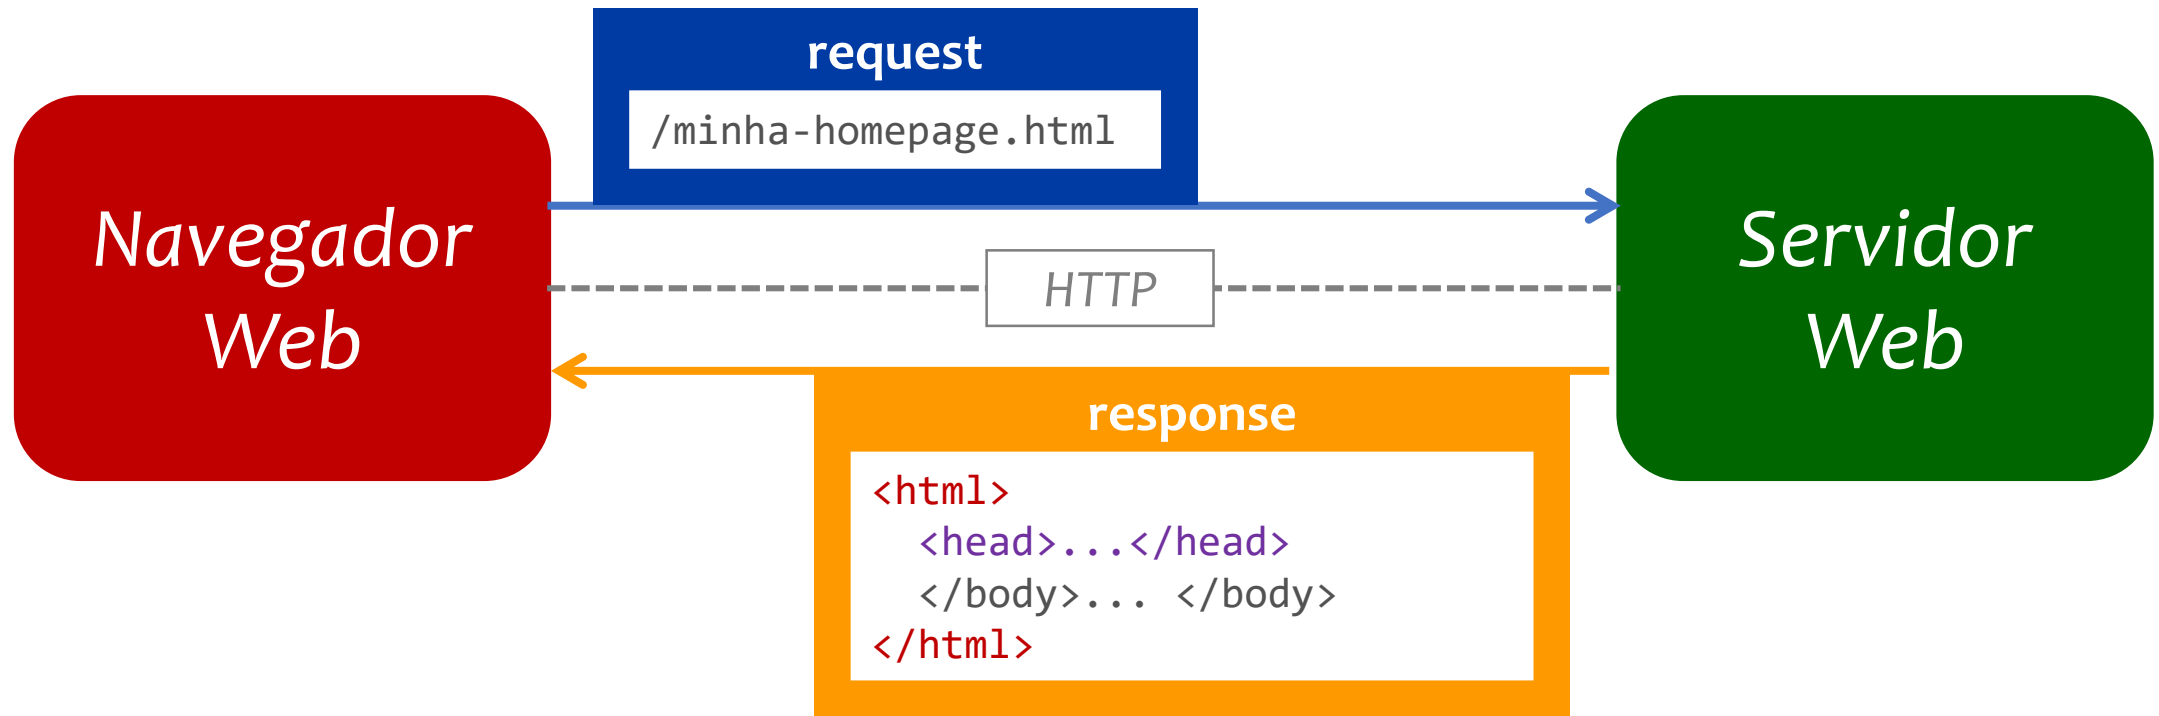 request
/minha-homepage.html
Navegador
Web
HTTP
Servidor
Web
response
<html>
<head>...</head>
</body>... </body>
</html>